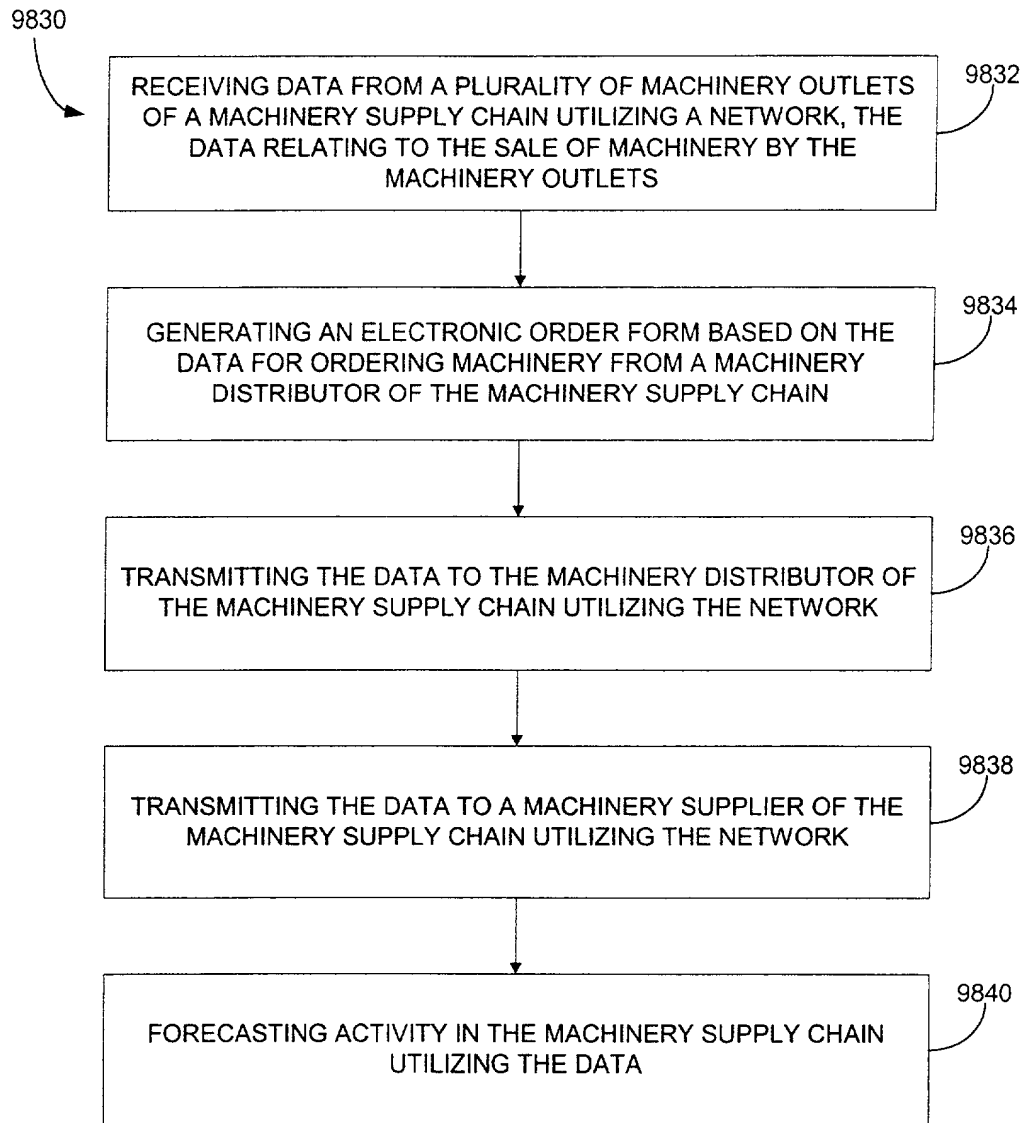 9830
RECEIVING DATA FROM A PLURALITY OF MACHINERY OUTLETS
OF A MACHINERY SUPPLY CHAIN UTILIZING A NETWORK, THE
DATA RELATING TO THE SALE OF MACHINERY BY THE
MACHINERY OUTLETS
9832
GENERATING AN ELECTRONIC ORDER FORM BASED ON THE
DATA FOR ORDERING MACHINERY FROM A MACHINERY
DISTRIBUTOR OF THE MACHINERY SUPPLY CHAIN
9834
TRANSMITTING THE DATA TO THE MACHINERY DISTRIBUTOR OF
THE MACHINERY SUPPLY CHAIN UTILIZING THE NETWORK
9836
TRANSMITTING THE DATA TO A MACHINERY SUPPLIER OF THE
MACHINERY SUPPLY CHAIN UTILIZING THE NETWORK
9838
FORECASTING ACTIVITY IN THE MACHINERY SUPPLY CHAIN
UTILIZING THE DATA
9840